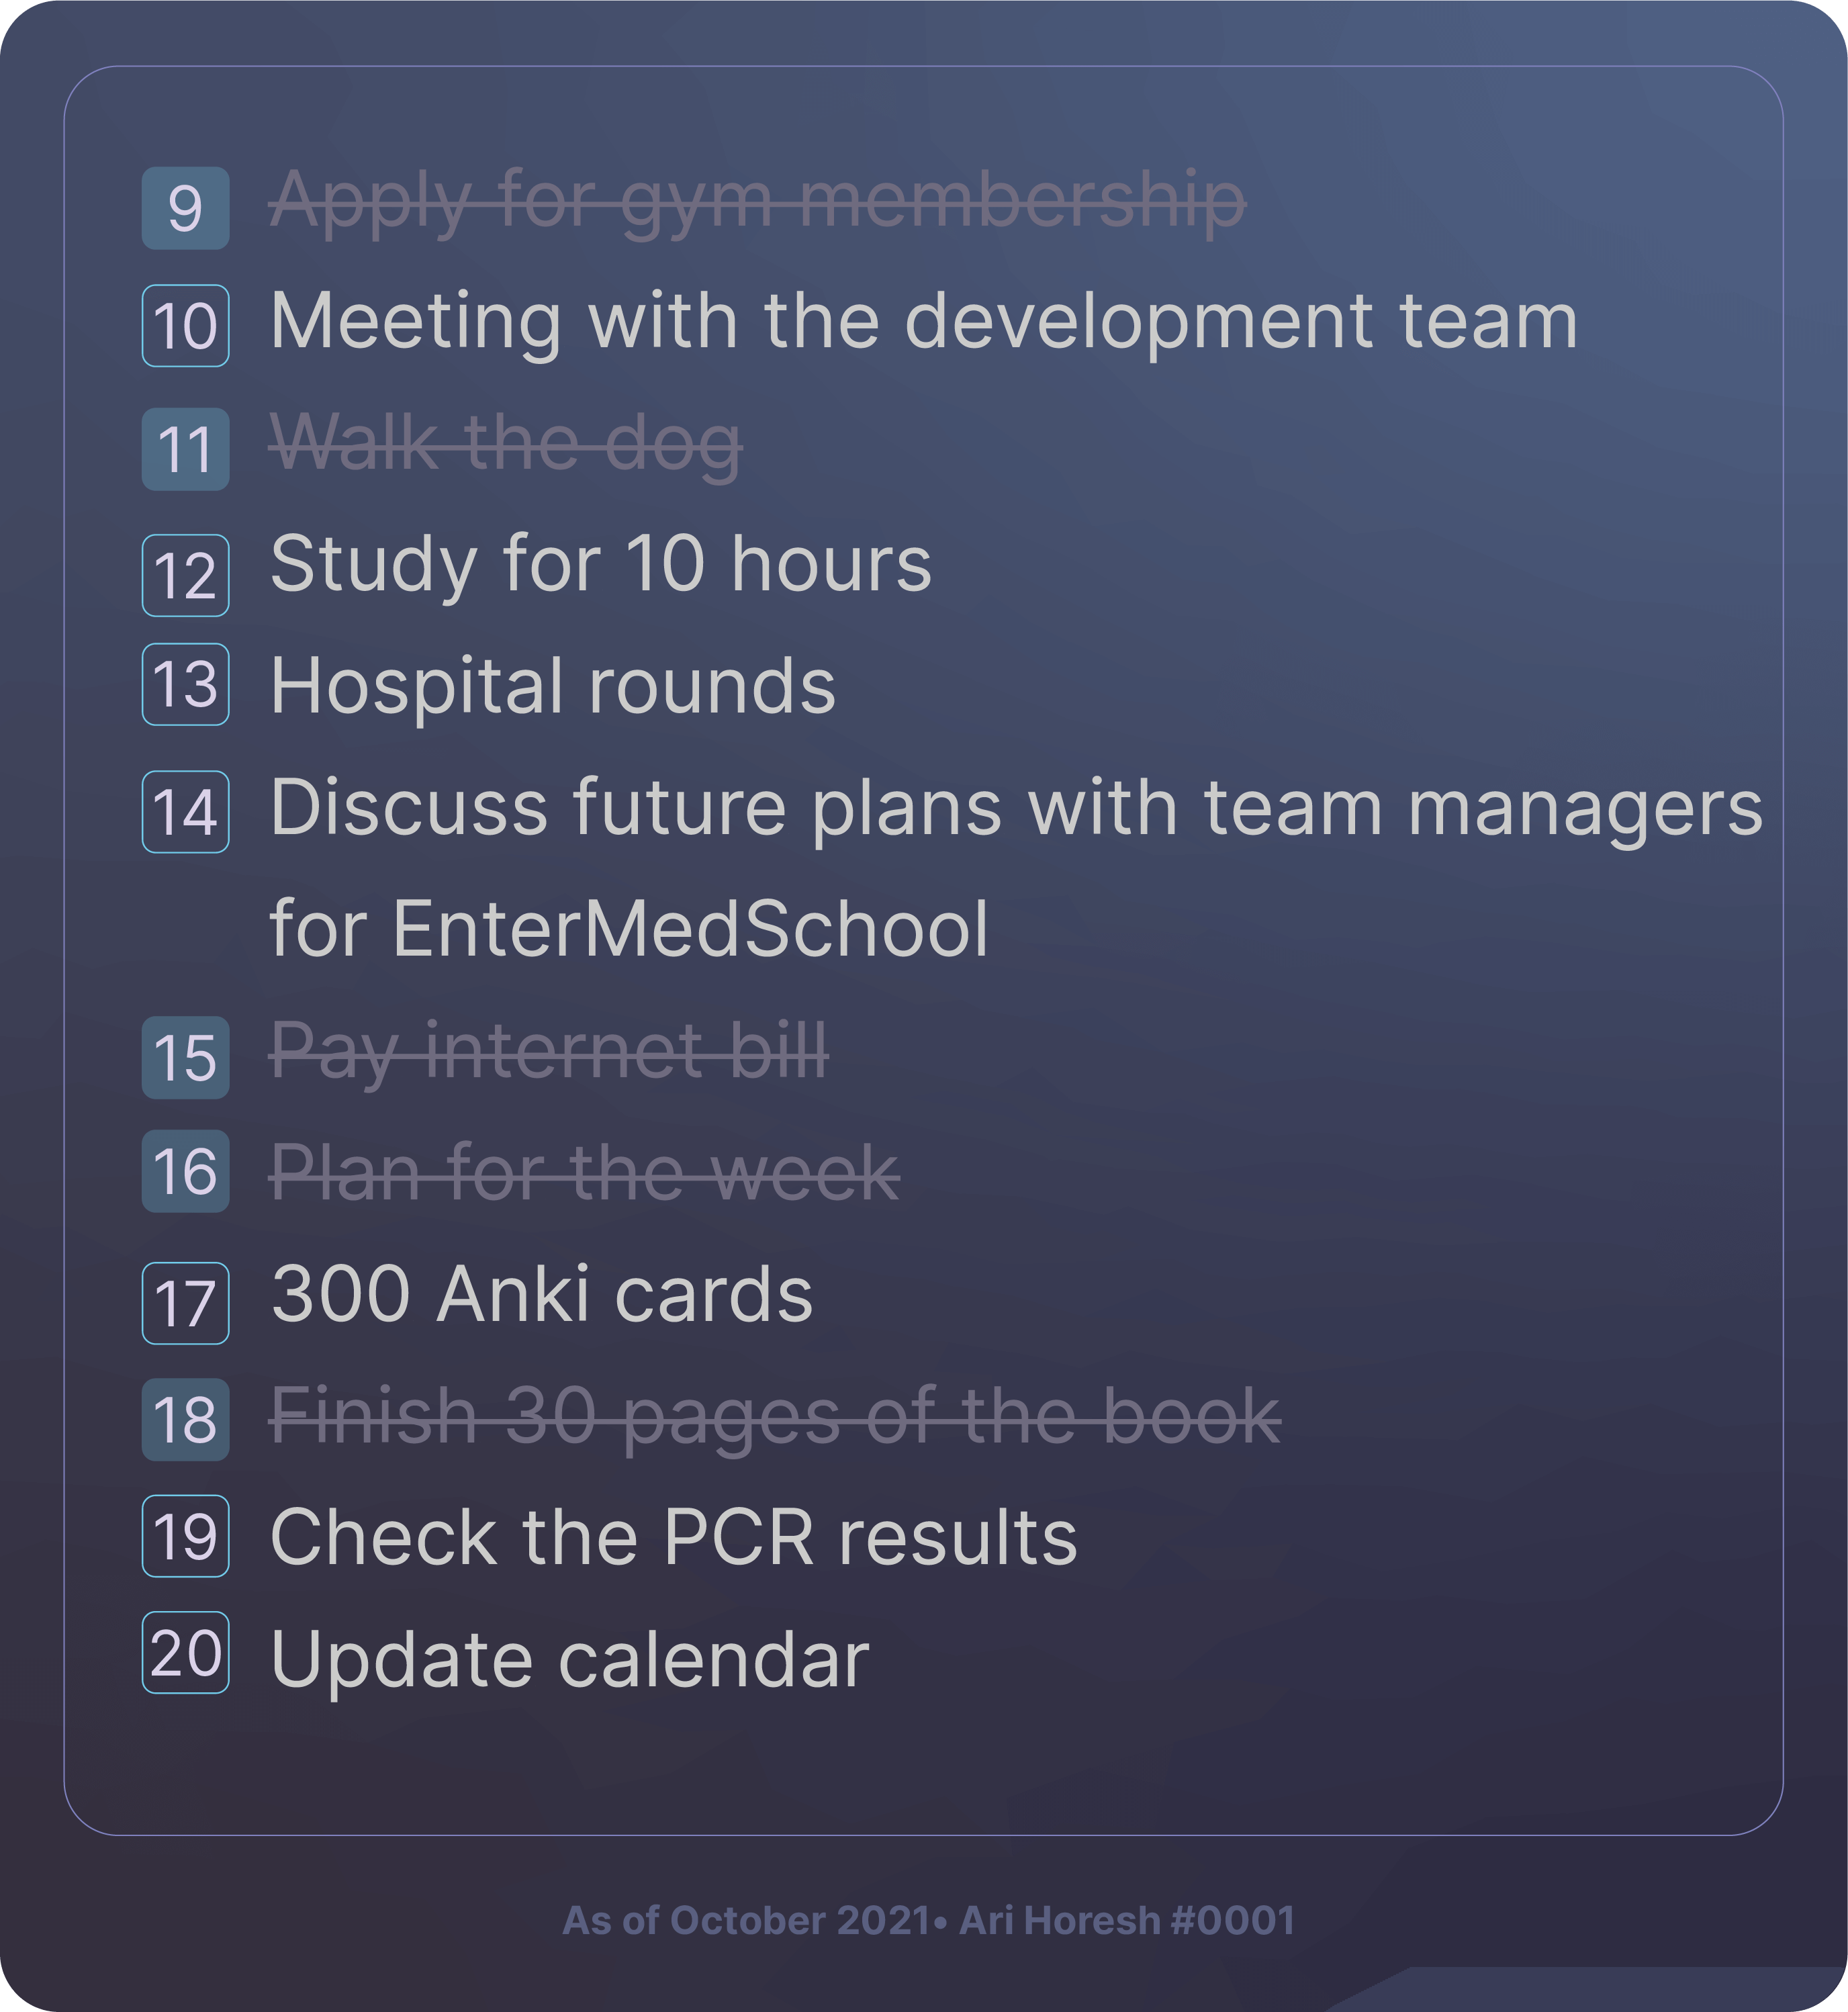 9 Apply for gym membership
10 Meeting with the development team
11 Walk the dog
12 Study for 10 hours
13 Hospital rounds
14 Discuss future plans with team managers
for EnterMedSchool
15 Pay internet bill
16 Plan for the week
17 300 Anki cards
18 Finish 30 pages of the book
19 Check the PCR results
20 Update calendar
As of October 2021• Ari Horesh #0001